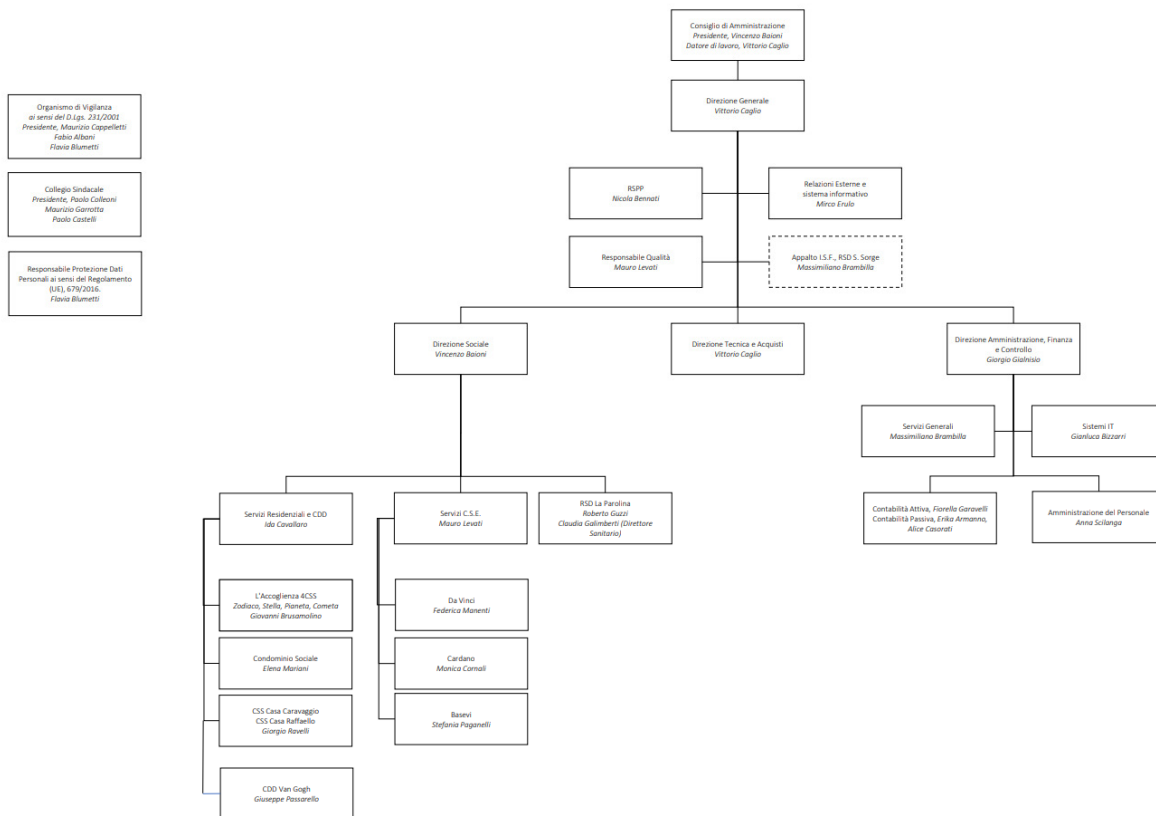 Consiglio di Amministrazione
Presidente, Vincenzo Baioni
Datore di lavoro, Vittorio Caglio
Direzione Generale
Vittorio Caglio
Organismo di Vigilanza
ai sensi del D.Lgs. 231/2001
Presidente, Maurizio Cappelletti
Fabio Albani
Flavia Blumetti
Collegio Sindacale
Presidente, Paolo Colleoni
Maurizio Garrotta
Paolo Castelli
Responsabile Protezione Dati
Personali ai sensi del Regolamento
(UE), 679/2016.
Flavia Blumetti
RSPP
Nicola Bennati
Relazioni Esterne e
sistema informativo
Mirco Erulo
Responsabile Qualità
Mauro Levati
Appalto I.S.F., RSD S. Sorge
Massimiliano Brambilla
Direzione Sociale
Vincenzo Baioni
Direzione Tecnica e Acquisti
Vittorio Caglio
Direzione Amministrazione, Finanza
e Controllo
Giorgio Gialnisio
Servizi Generali
Massimiliano Brambilla
Sistemi IT
Gianluca Bizzarri
Servizi Residenziali e CDD
Ida Cavallaro
Servizi C.S.E.
Mauro Levati
RSD La Parolina
Roberto Guzzi
Claudia Galimberti (Direttore
Sanitario)
Contabilità Attiva, Fiorella Garavelli
Contabilità Passiva, Erika Armanno,
Alice Casorati
Amministrazione del Personale
Anna Scilanga
L'Accoglienza 4CSS
Zodiaco, Stella, Pianeta, Cometa
Giovanni Brusamolino
Da Vinci
Federica Manenti
Condominio Sociale
Elena Mariani
Cardano
Monica Cornali
CSS Casa Caravaggio
CSS Casa Raffaello
Giorgio Ravelli
Basevi
Stefania Paganelli
CDD Van Gogh
Giuseppe Passarello